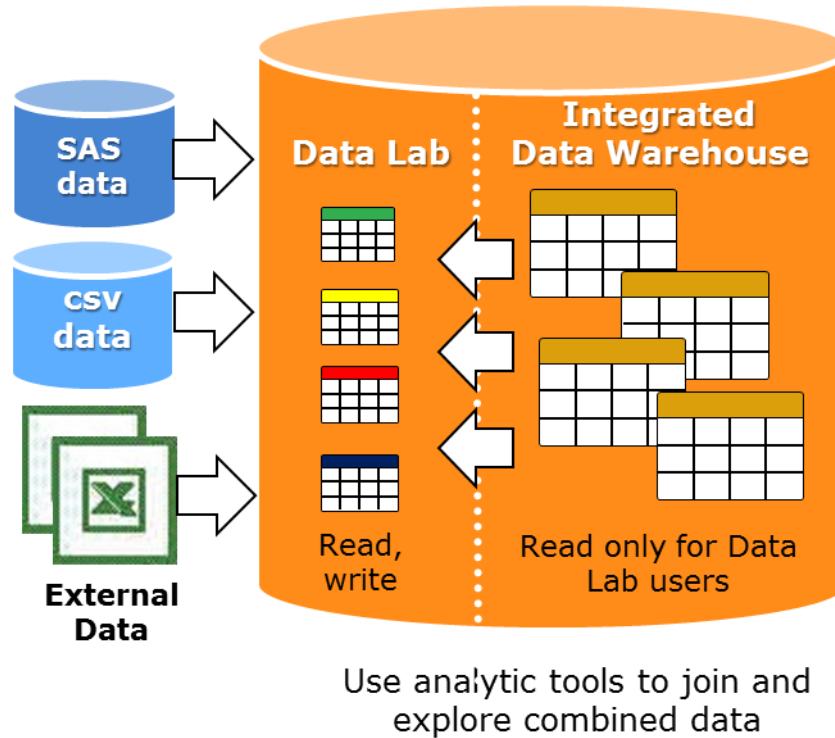 SAS
data
csv
data
External
Data
Data Lab
Read,
write
Integrated
Data Warehouse
Read only for Data
Lab users
Use analytic tools to join and
explore combined data